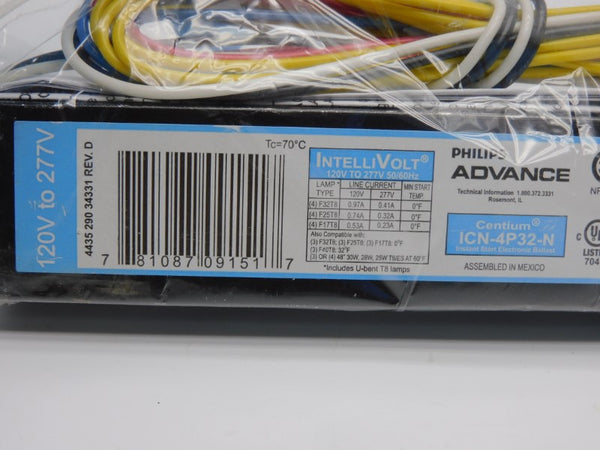 120V to 277V
4435 290 34331 REV. D
Tc=70°C
7 81087 09151 7
INTELLIVOLT®
120V TO 277V 50/60Hz
LAMP* TYPE LINE CURRENT MIN START TEMP.
120V 277V
(4) F32T8 0.97A 0.41A 0°F
(4) F25T8 0.74A 0.32A 0°F
(4) F17T8 0.53A 0.23A 0°F
Also Compatible with:
(3) F32T8; (3) F25T8; (3) F17T8: 0°F
(3) F40T8: 32°F
(3) OR (4) 48" 30W, 28W, 25W T8/ES AT 60°F
*Includes U-bent T8 lamps
PHILIPS
ADVANCE
Technical Information 1.800.372.3331
Rosemont, IL
Centium®
ICN-4P32-N
Instant Start Electronic Ballast
ASSEMBLED IN MEXICO
c UL
LISTE
704